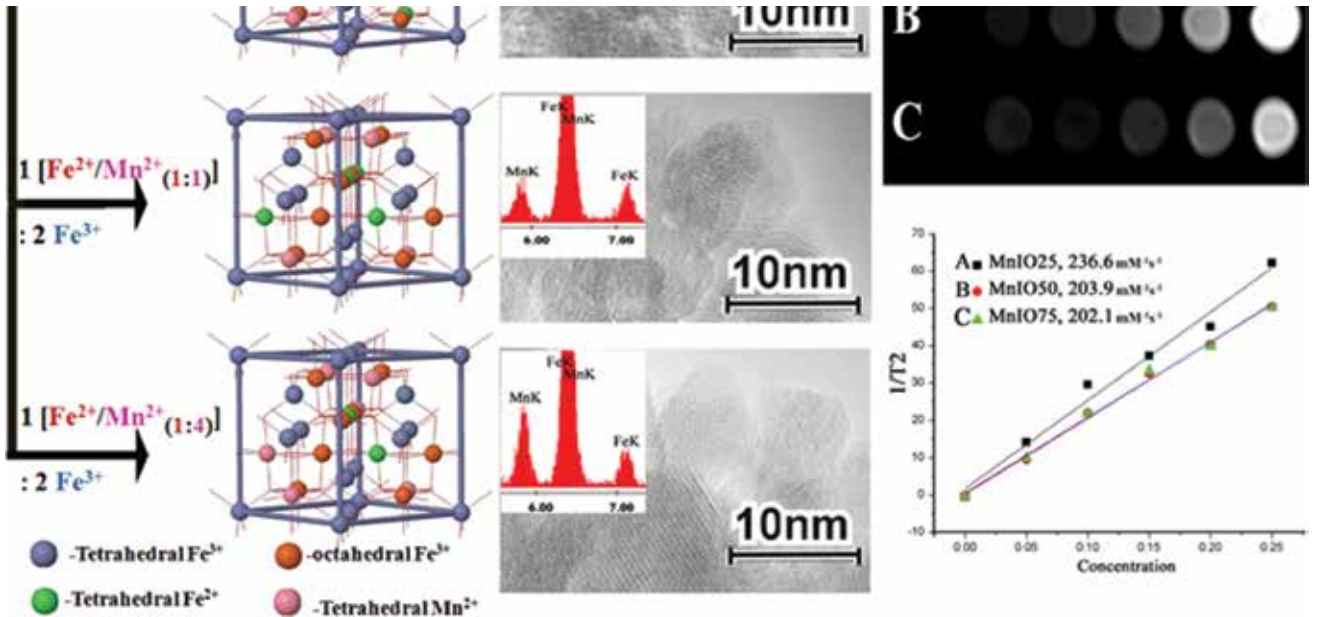 10nm
B
C
1 [Fe²⁺/Mn²⁺ (1:1)]
: 2 Fe³⁺
FeK
MnK
MnK
FeK
6.00 7.00
10nm
1 [Fe²⁺/Mn²⁺ (1:4)]
: 2 Fe³⁺
FeK
MnK
MnK
FeK
6.00 7.00
10nm
-Tetrahedral Fe³⁺
-octahedral Fe³⁺
-Tetrahedral Fe²⁺
-Tetrahedral Mn²⁺
A MnIO25, 236.6 mM⁻¹s⁻¹
B MnIO50, 203.9 mM⁻¹s⁻¹
C MnIO75, 202.1 mM⁻¹s⁻¹
1/T2
70
60
50
40
30
20
10
0
-10
0.00 0.05 0.10 0.15 0.20 0.25
Concentration